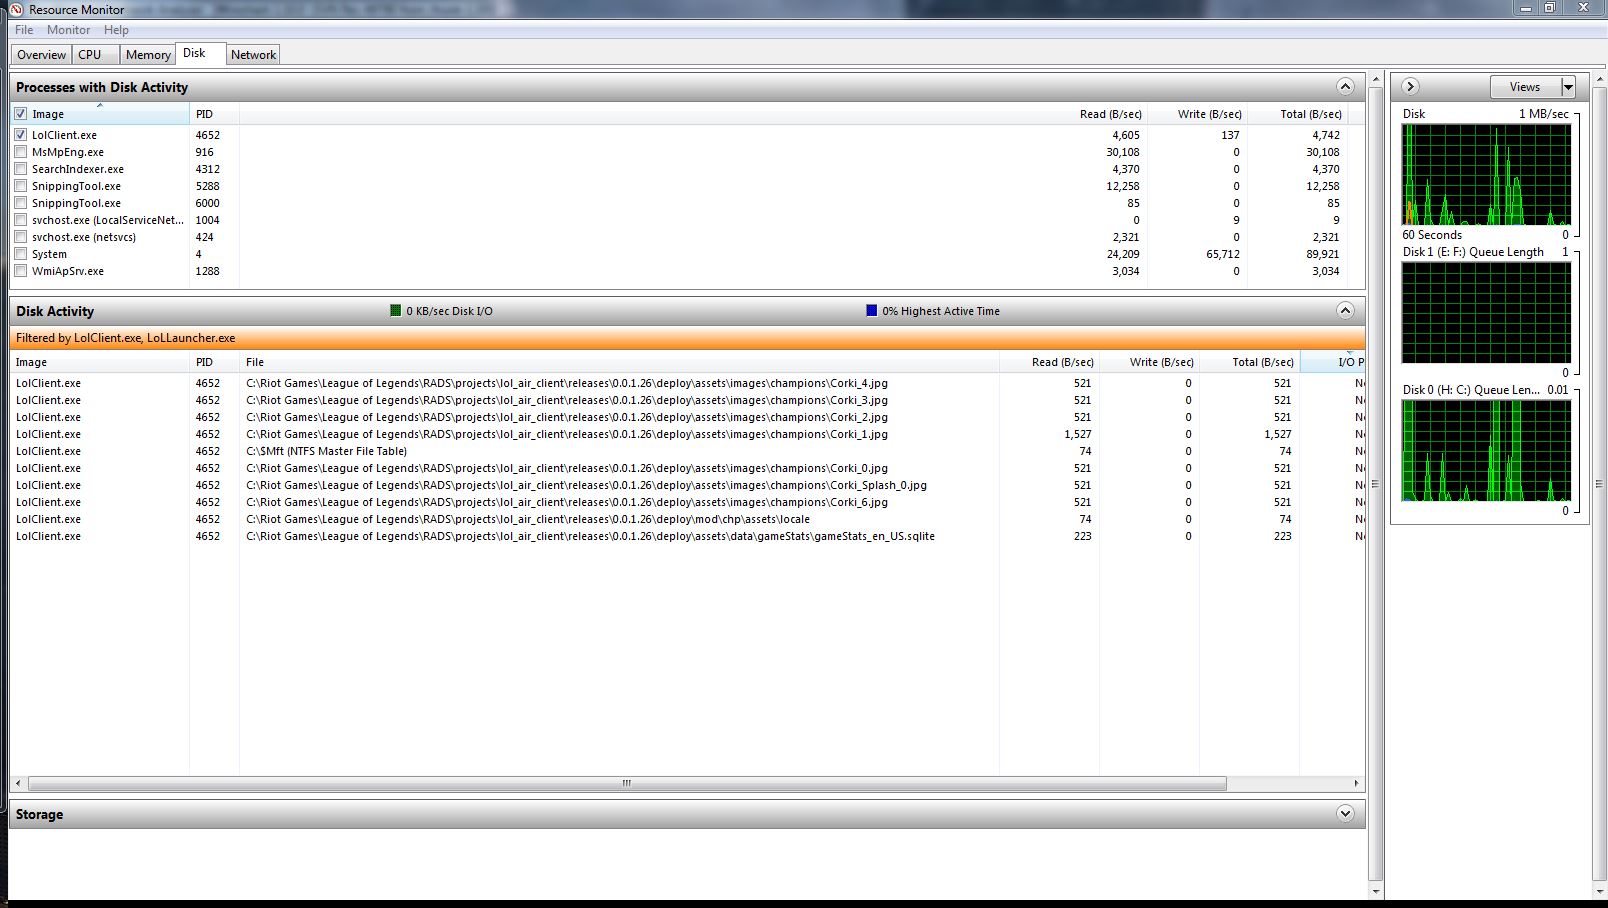 Resource Monitor
File Monitor Help
Overview CPU Memory Disk Network
Processes with Disk Activity
Image PID Read (B/sec) Write (B/sec) Total (B/sec)
LolClient.exe 4652 4,605 137 4,742
MsMpEng.exe 916 30,108 0 30,108
SearchIndexer.exe 4312 4,370 0 4,370
SnippingTool.exe 5288 12,258 0 12,258
SnippingTool.exe 6000 85 0 85
svchost.exe (LocalServiceNet... 1004 0 9 9
svchost.exe (netsvcs) 424 2,321 0 2,321
System 4 24,209 65,712 89,921
WmiApSrv.exe 1288 3,034 0 3,034
Disk Activity 0 KB/sec Disk I/O 0% Highest Active Time
Filtered by LolClient.exe, LoLLauncher.exe
Image PID File Read (B/sec) Write (B/sec) Total (B/sec) I/O P
LolClient.exe 4652 C:\Riot Games\League of Legends\RADS\projects\lol_air_client\releases\0.0.1.26\deploy\assets\images\champions\Corki_4.jpg 521 0 521 No
LolClient.exe 4652 C:\Riot Games\League of Legends\RADS\projects\lol_air_client\releases\0.0.1.26\deploy\assets\images\champions\Corki_3.jpg 521 0 521 No
LolClient.exe 4652 C:\Riot Games\League of Legends\RADS\projects\lol_air_client\releases\0.0.1.26\deploy\assets\images\champions\Corki_2.jpg 521 0 521 No
LolClient.exe 4652 C:\Riot Games\League of Legends\RADS\projects\lol_air_client\releases\0.0.1.26\deploy\assets\images\champions\Corki_1.jpg 1,527 0 1,527 No
LolClient.exe 4652 C:\$Mft (NTFS Master File Table) 74 0 74 No
LolClient.exe 4652 C:\Riot Games\League of Legends\RADS\projects\lol_air_client\releases\0.0.1.26\deploy\assets\images\champions\Corki_0.jpg 521 0 521 No
LolClient.exe 4652 C:\Riot Games\League of Legends\RADS\projects\lol_air_client\releases\0.0.1.26\deploy\assets\images\champions\Corki_Splash_0.jpg 521 0 521 No
LolClient.exe 4652 C:\Riot Games\League of Legends\RADS\projects\lol_air_client\releases\0.0.1.26\deploy\assets\images\champions\Corki_6.jpg 521 0 521 No
LolClient.exe 4652 C:\Riot Games\League of Legends\RADS\projects\lol_air_client\releases\0.0.1.26\deploy\mod\chp\assets\locale 74 0 74 No
LolClient.exe 4652 C:\Riot Games\League of Legends\RADS\projects\lol_air_client\releases\0.0.1.26\deploy\assets\data\gameStats\gameStats_en_US.sqlite 223 0 223 No
Storage
Views
Disk 1 MB/sec
60 Seconds 0
Disk 1 (E: F:) Queue Length 1
0
Disk 0 (H: C:) Queue Len... 0.01
0